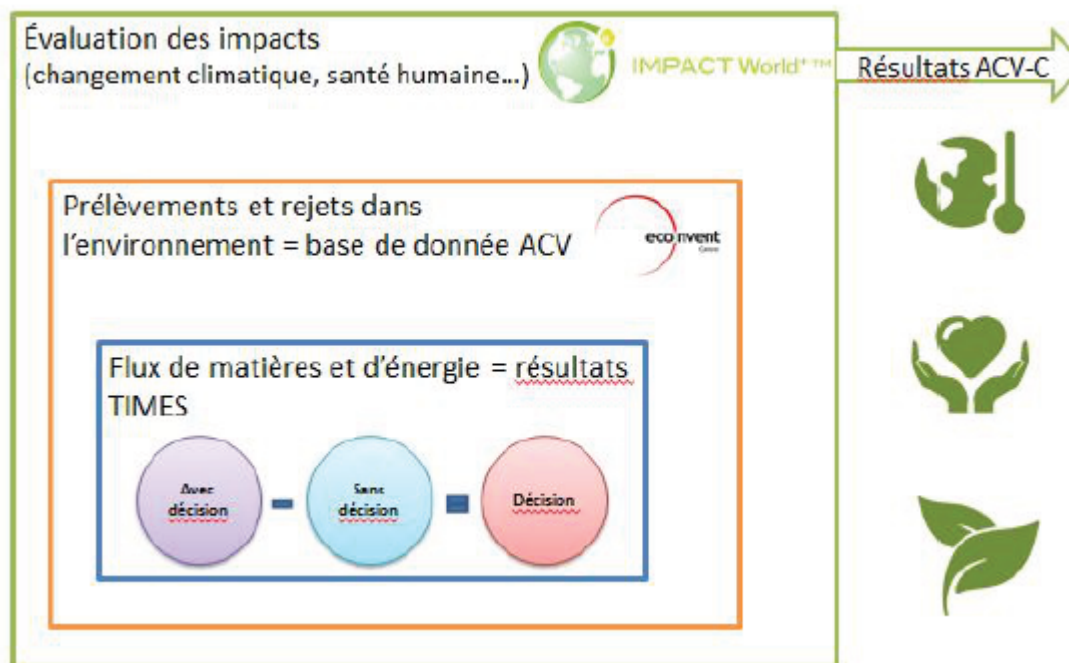 Évaluation des impacts
(changement climatique, santé humaine...)
IMPACT World+ ™
Résultats ACV-C
Prélèvements et rejets dans
l'environnement = base de donnée ACV
ecoinvent
Flux de matières et d'énergie = résultats
TIMES
Avec
décision
Sans
décision
Décision